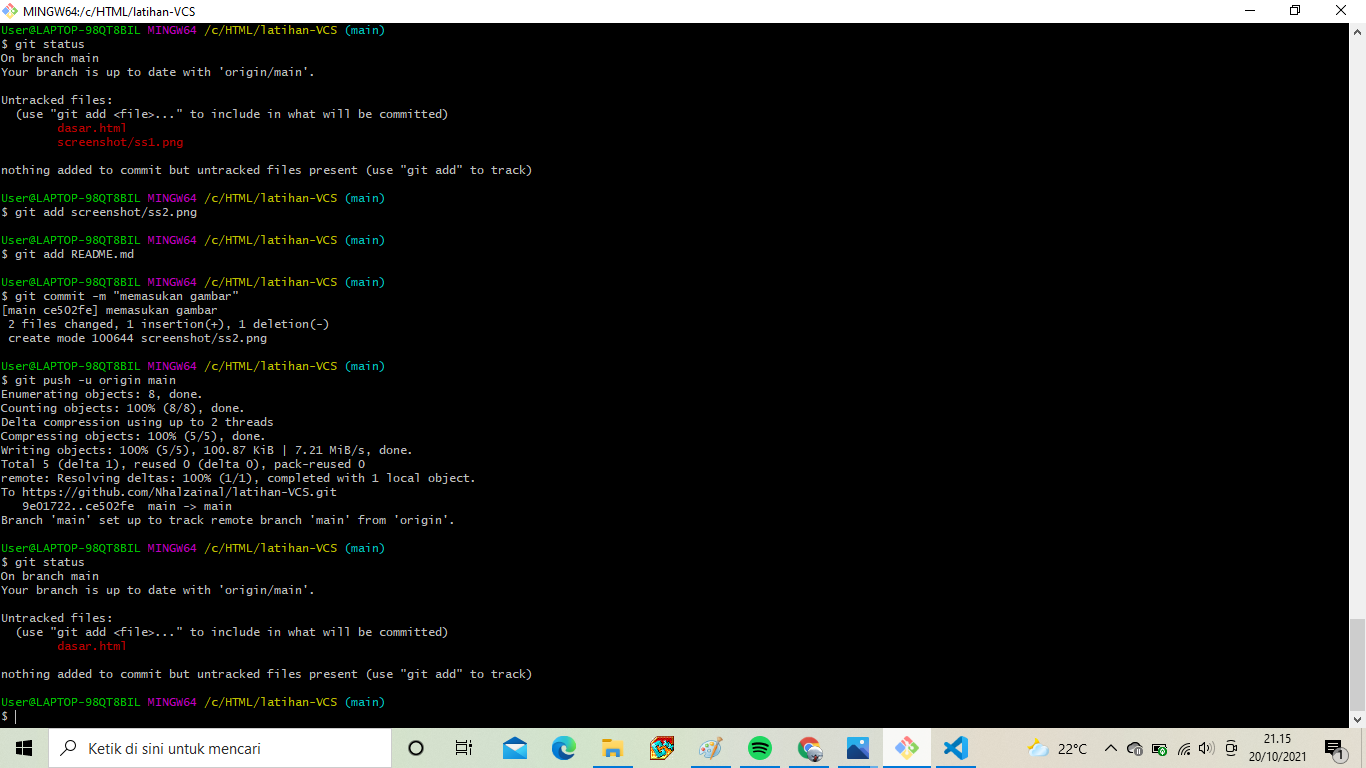 MINGW64:/c/HTML/latihan-VCS
User@LAPTOP-98QT8BIL MINGW64 /c/HTML/latihan-VCS (main)
$ git status
On branch main
Your branch is up to date with 'origin/main'.
Untracked files:
(use "git add <file>..." to include in what will be committed)
dasar.html
screenshot/ss1.png
nothing added to commit but untracked files present (use "git add" to track)
User@LAPTOP-98QT8BIL MINGW64 /c/HTML/latihan-VCS (main)
$ git add screenshot/ss2.png
User@LAPTOP-98QT8BIL MINGW64 /c/HTML/latihan-VCS (main)
$ git add README.md
User@LAPTOP-98QT8BIL MINGW64 /c/HTML/latihan-VCS (main)
$ git commit -m "memasukan gambar"
[main ce502fe] memasukan gambar
2 files changed, 1 insertion(+), 1 deletion(-)
create mode 100644 screenshot/ss2.png
User@LAPTOP-98QT8BIL MINGW64 /c/HTML/latihan-VCS (main)
$ git push -u origin main
Enumerating objects: 8, done.
Counting objects: 100% (8/8), done.
Delta compression using up to 2 threads
Compressing objects: 100% (5/5), done.
Writing objects: 100% (5/5), 100.87 KiB | 7.21 MiB/s, done.
Total 5 (delta 1), reused 0 (delta 0), pack-reused 0
remote: Resolving deltas: 100% (1/1), completed with 1 local object.
To https://github.com/Nhalzainal/latihan-VCS.git
9e01722..ce502fe  main -> main
Branch 'main' set up to track remote branch 'main' from 'origin'.
User@LAPTOP-98QT8BIL MINGW64 /c/HTML/latihan-VCS (main)
$ git status
On branch main
Your branch is up to date with 'origin/main'.
Untracked files:
(use "git add <file>..." to include in what will be committed)
dasar.html
nothing added to commit but untracked files present (use "git add" to track)
User@LAPTOP-98QT8BIL MINGW64 /c/HTML/latihan-VCS (main)
$
Ketik di sini untuk mencari
22°C
21.15
20/10/2021
1